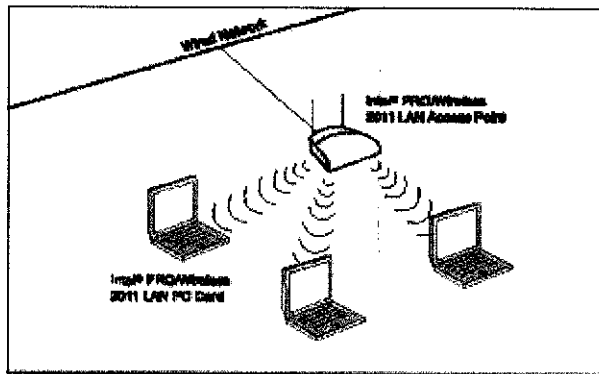 Wired Network
Intel® PRO/Wireless
2011 LAN Access Point
Intel® PRO/Wireless
2011 LAN PC Card